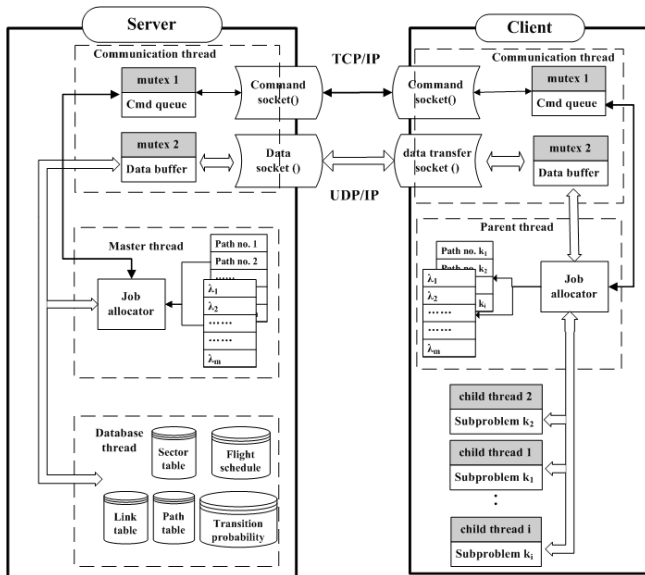 Server
Client
Communication thread
TCP/IP
Communication thread
mutex 1
Cmd queue
Command
socket()
Command
socket()
mutex 1
Cmd queue
mutex 2
Data buffer
Data
socket ()
data transfer
socket ()
mutex 2
Data buffer
UDP/IP
Master thread
Path no. 1
Path no. 2
……
λ1
λ2
……
……
λm
Job
allocator
Parent thread
Path no. k1
Path no. k2
ki
λ1
λ2
……
……
λm
Job
allocator
Database
thread
Sector
table
Flight
schedule
Link
table
Path
table
Transition
probability
child thread 2
Subproblem k2
child thread 1
Subproblem k1
:
child thread i
Subproblem ki